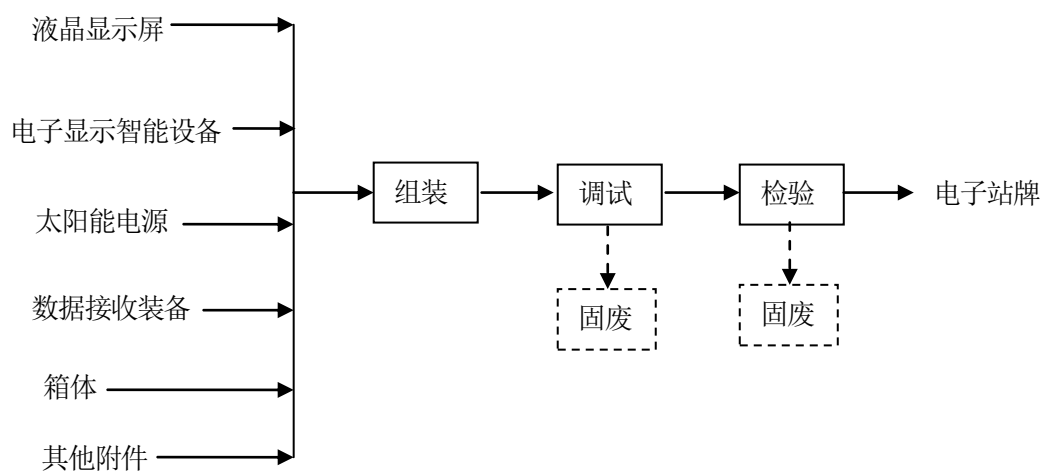 液晶显示屏
电子显示智能设备
太阳能电源
数据接收装备
箱体
其他附件
组装
调试
检验
电子站牌
固废
固废